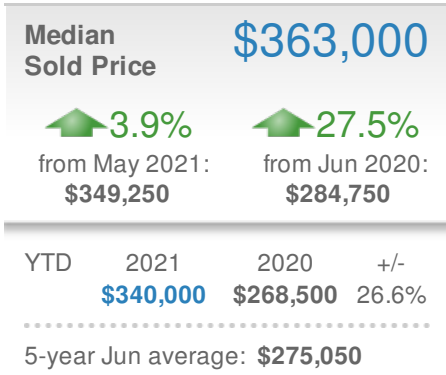 Median $363,000
Sold Price
3.9% 27.5%
from May 2021: from Jun 2020:
$349,250 $284,750
YTD 2021 2020 +/-
$340,000 $268,500 26.6%
5-year Jun average: $275,050